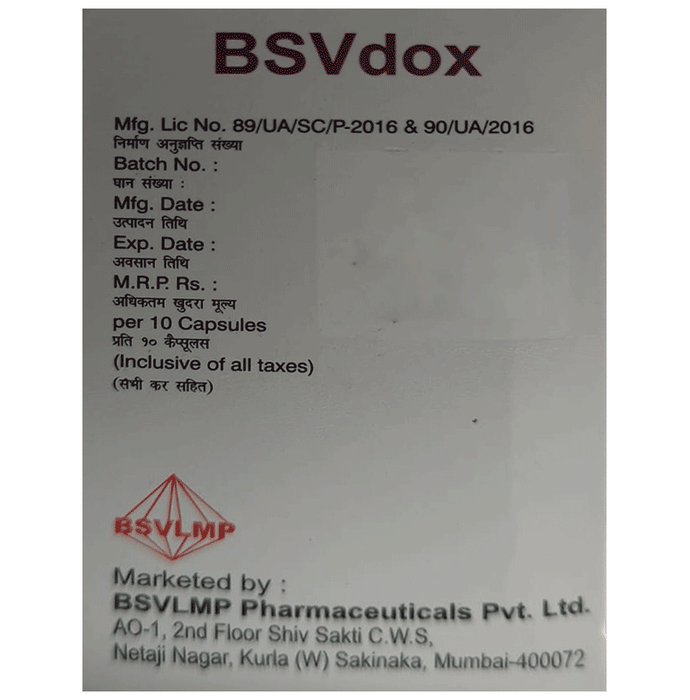 BSVdox
Mfg. Lic No. 89/UA/SC/P-2016 & 90/UA/2016
निर्माण अनुज्ञप्ति संख्या
Batch No. :
घान संख्या :
Mfg. Date :
उत्पादन तिथि
Exp. Date :
अवसान तिथि
M.R.P. Rs. :
अधिकतम खुदरा मूल्य
per 10 Capsules
प्रति १० कैप्सूलस
(Inclusive of all taxes)
(सभी कर सहित)
BSVLMP
Marketed by :
BSVLMP Pharmaceuticals Pvt. Ltd.
AO-1, 2nd Floor Shiv Sakti C.W.S,
Netaji Nagar, Kurla (W) Sakinaka, Mumbai-400072